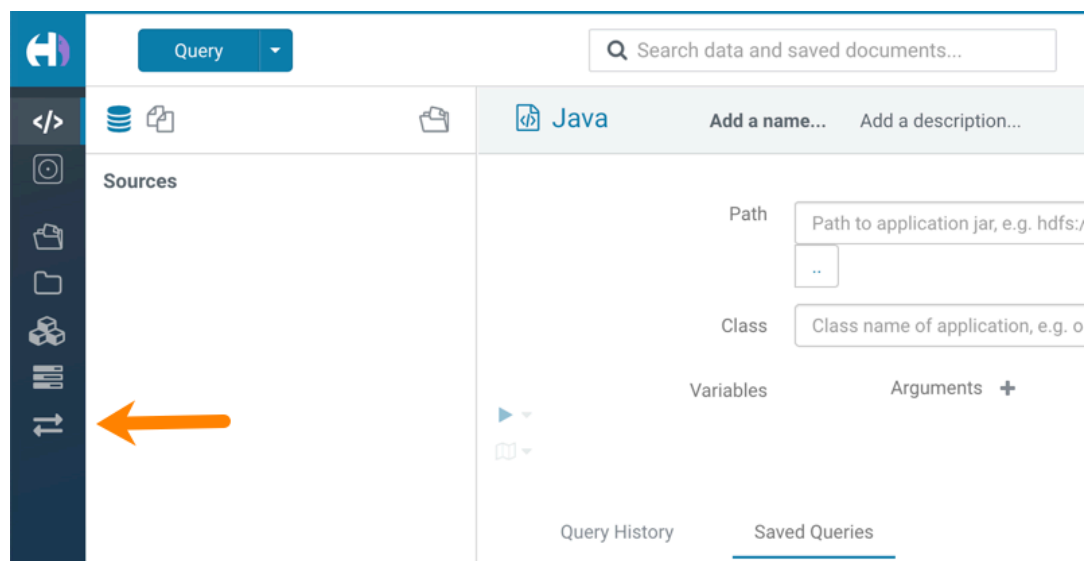 Query
Search data and saved documents...
Java
Add a name...
Add a description...
Sources
Path
Path to application jar, e.g. hdfs:/
..
Class
Class name of application, e.g. o
Variables
Arguments +
Query History
Saved Queries